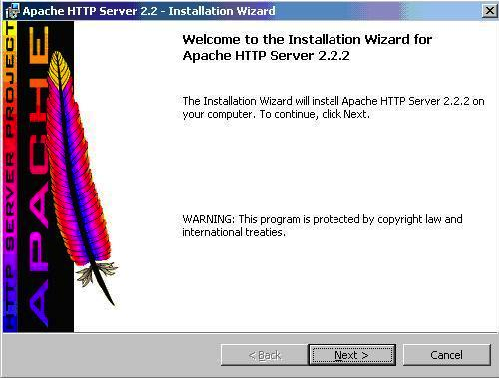 Apache HTTP Server 2.2 - Installation Wizard
HTTP SERVER PROJECT
APACHE
Welcome to the Installation Wizard for
Apache HTTP Server 2.2.2
The Installation Wizard will install Apache HTTP Server 2.2.2 on
your computer. To continue, click Next.
WARNING: This program is protected by copyright law and
international treaties.
< Back
Next >
Cancel